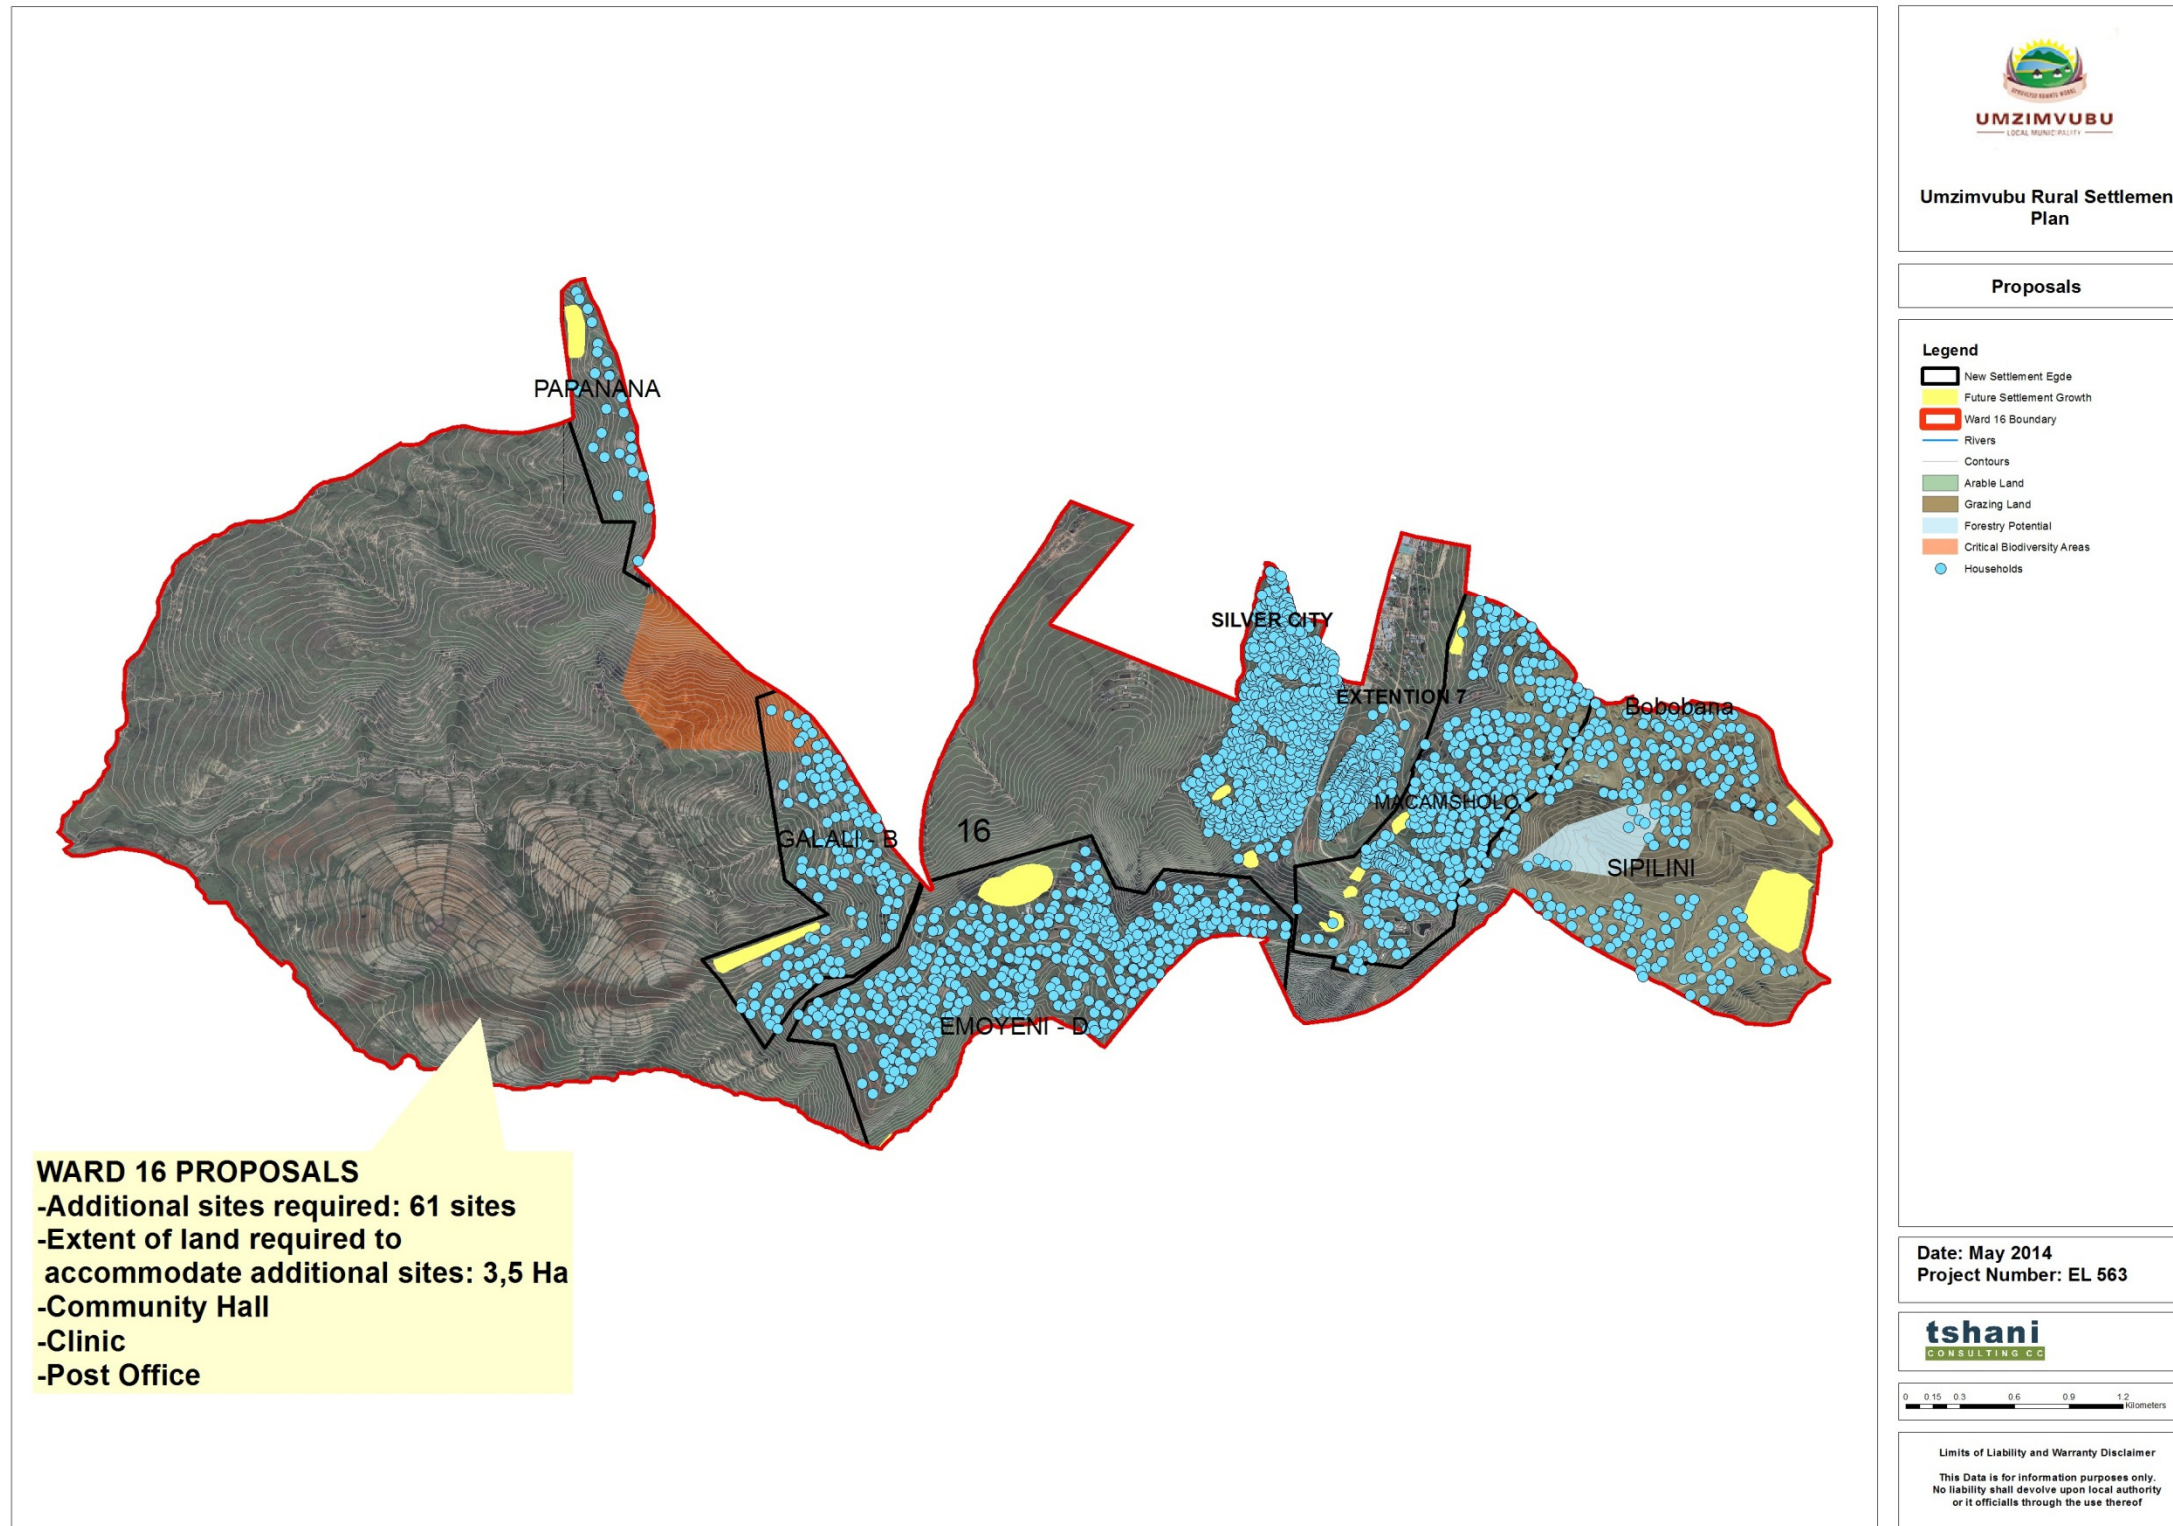 PAPANANA
SILVER CITY
EXTENTION 7
Bobobana
MACAMSHOLO
GALALI - B
16
SIPILINI
EMOYENI - D
WARD 16 PROPOSALS
-Additional sites required: 61 sites
-Extent of land required to
accommodate additional sites: 3,5 Ha
-Community Hall
-Clinic
-Post Office
UMZIMVUBU
LOCAL MUNICIPALITY
Umzimvubu Rural Settlemen
Plan
Proposals
Legend
New Settlement Egde
Future Settlement Growth
Ward 16 Boundary
Rivers
Contours
Arable Land
Grazing Land
Forestry Potential
Critical Biodiversity Areas
Households
Date: May 2014
Project Number: EL 563
tshani
CONSULTING CC
0 0.15 0.3 0.6 0.9 1.2
Kilometers
Limits of Liability and Warranty Disclaimer
This Data is for information purposes only.
No liability shall devolve upon local authority
or it officialls through the use thereof